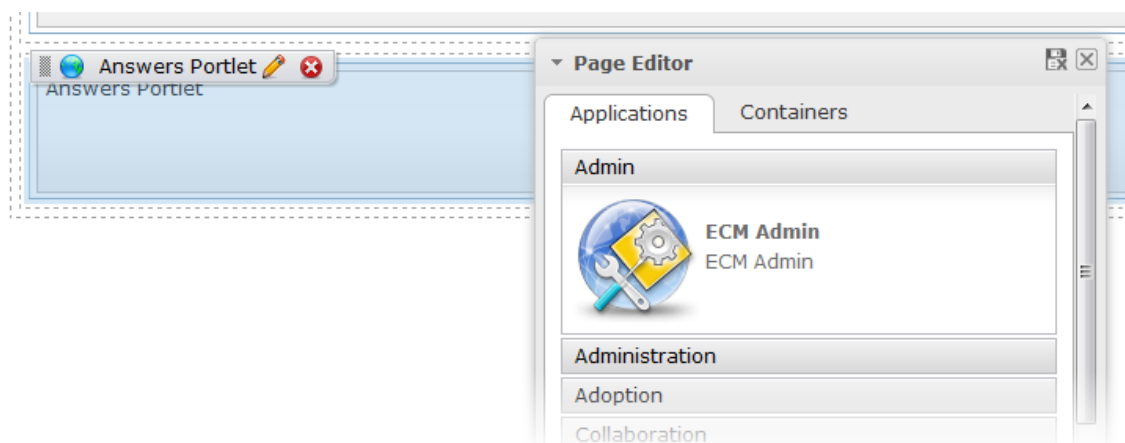 Answers Portlet
Answers Portlet
Page Editor
Applications Containers
Admin
ECM Admin
ECM Admin
Administration
Adoption
Collaboration